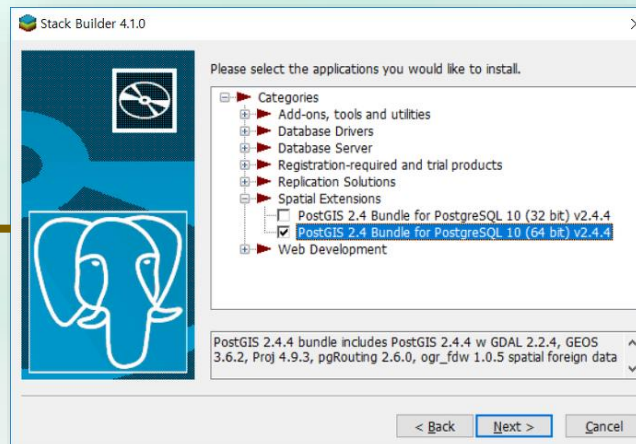 Stack Builder 4.1.0
Please select the applications you would like to install.
Categories
Add-ons, tools and utilities
Database Drivers
Database Server
Registration-required and trial products
Replication Solutions
Spatial Extensions
PostGIS 2.4 Bundle for PostgreSQL 10 (32 bit) v2.4.4
PostGIS 2.4 Bundle for PostgreSQL 10 (64 bit) v2.4.4
Web Development
PostGIS 2.4.4 bundle includes PostGIS 2.4.4 w GDAL 2.2.4, GEOS
3.6.2, Proj 4.9.3, pgRouting 2.6.0, ogr_fdw 1.0.5 spatial foreign data
< Back Next > Cancel